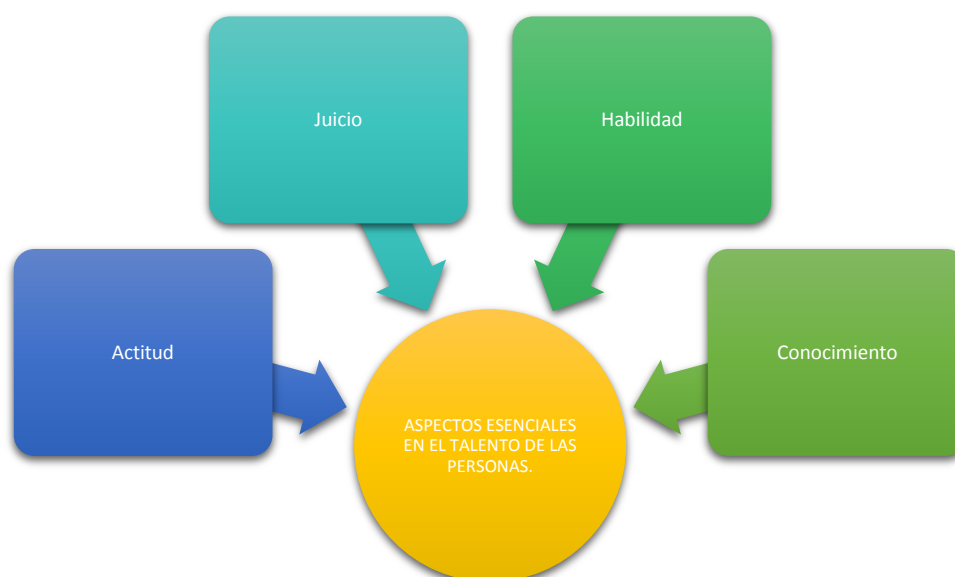 Juicio
Habilidad
Actitud
Conocimiento
ASPECTOS ESENCIALES
EN EL TALENTO DE LAS
PERSONAS.